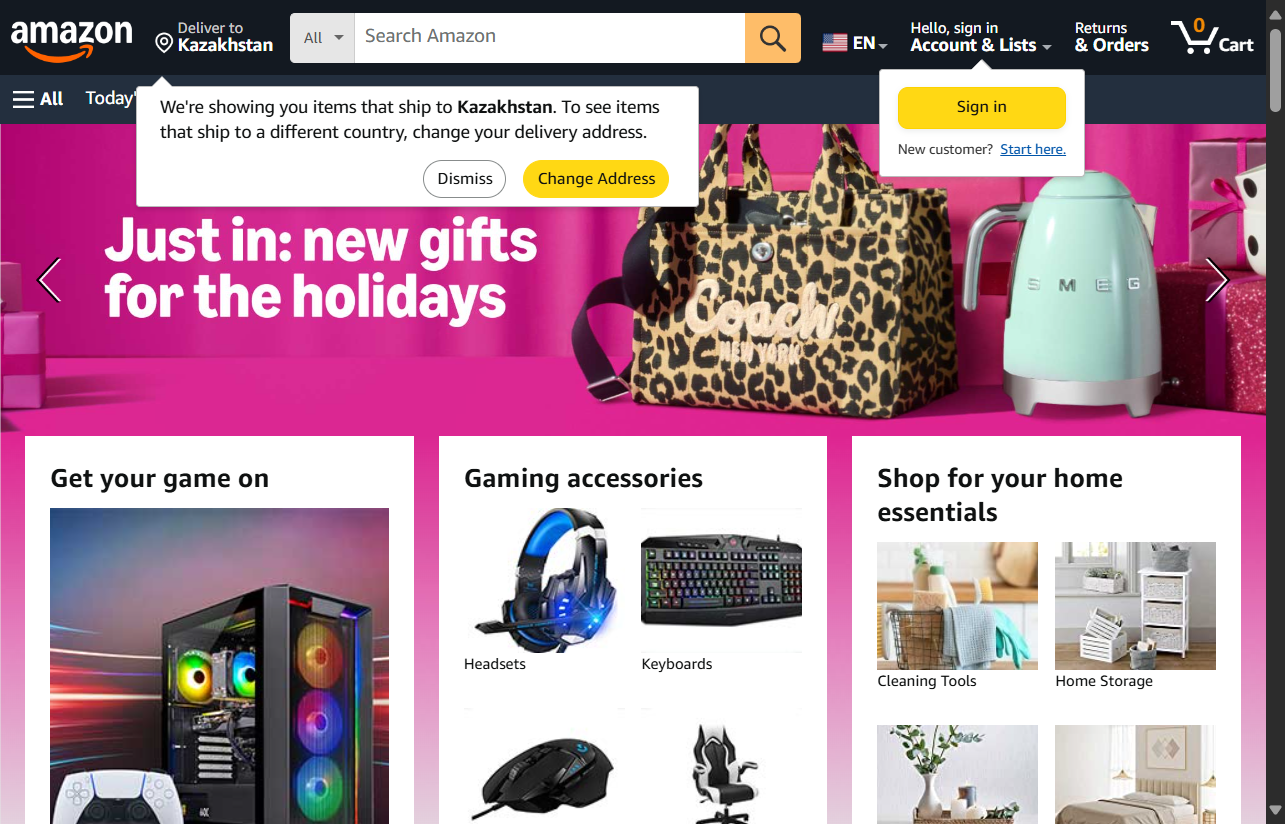 amazon
Deliver to
Kazakhstan
All
Search Amazon
EN
Hello, sign in
Account & Lists
Returns
& Orders
0
Cart
All
Today'
We're showing you items that ship to Kazakhstan. To see items
that ship to a different country, change your delivery address.
Dismiss
Change Address
Sign in
New customer? Start here.
Just in: new gifts
for the holidays
Coach
NEW YORK
SMEG
Get your game on
Gaming accessories
Headsets
Keyboards
Shop for your home
essentials
Cleaning Tools
Home Storage